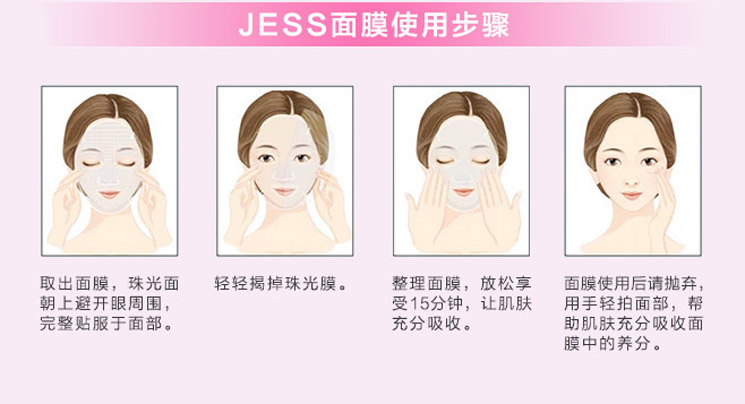 JESS面膜使用步骤
取出面膜，珠光面
朝上避开眼周围，
完整贴服于面部。
轻轻揭掉珠光膜。
整理面膜，放松享
受15分钟，让肌肤
充分吸收。
面膜使用后请抛弃，
用手轻拍面部，帮
助肌肤充分吸收面
膜中的养分。